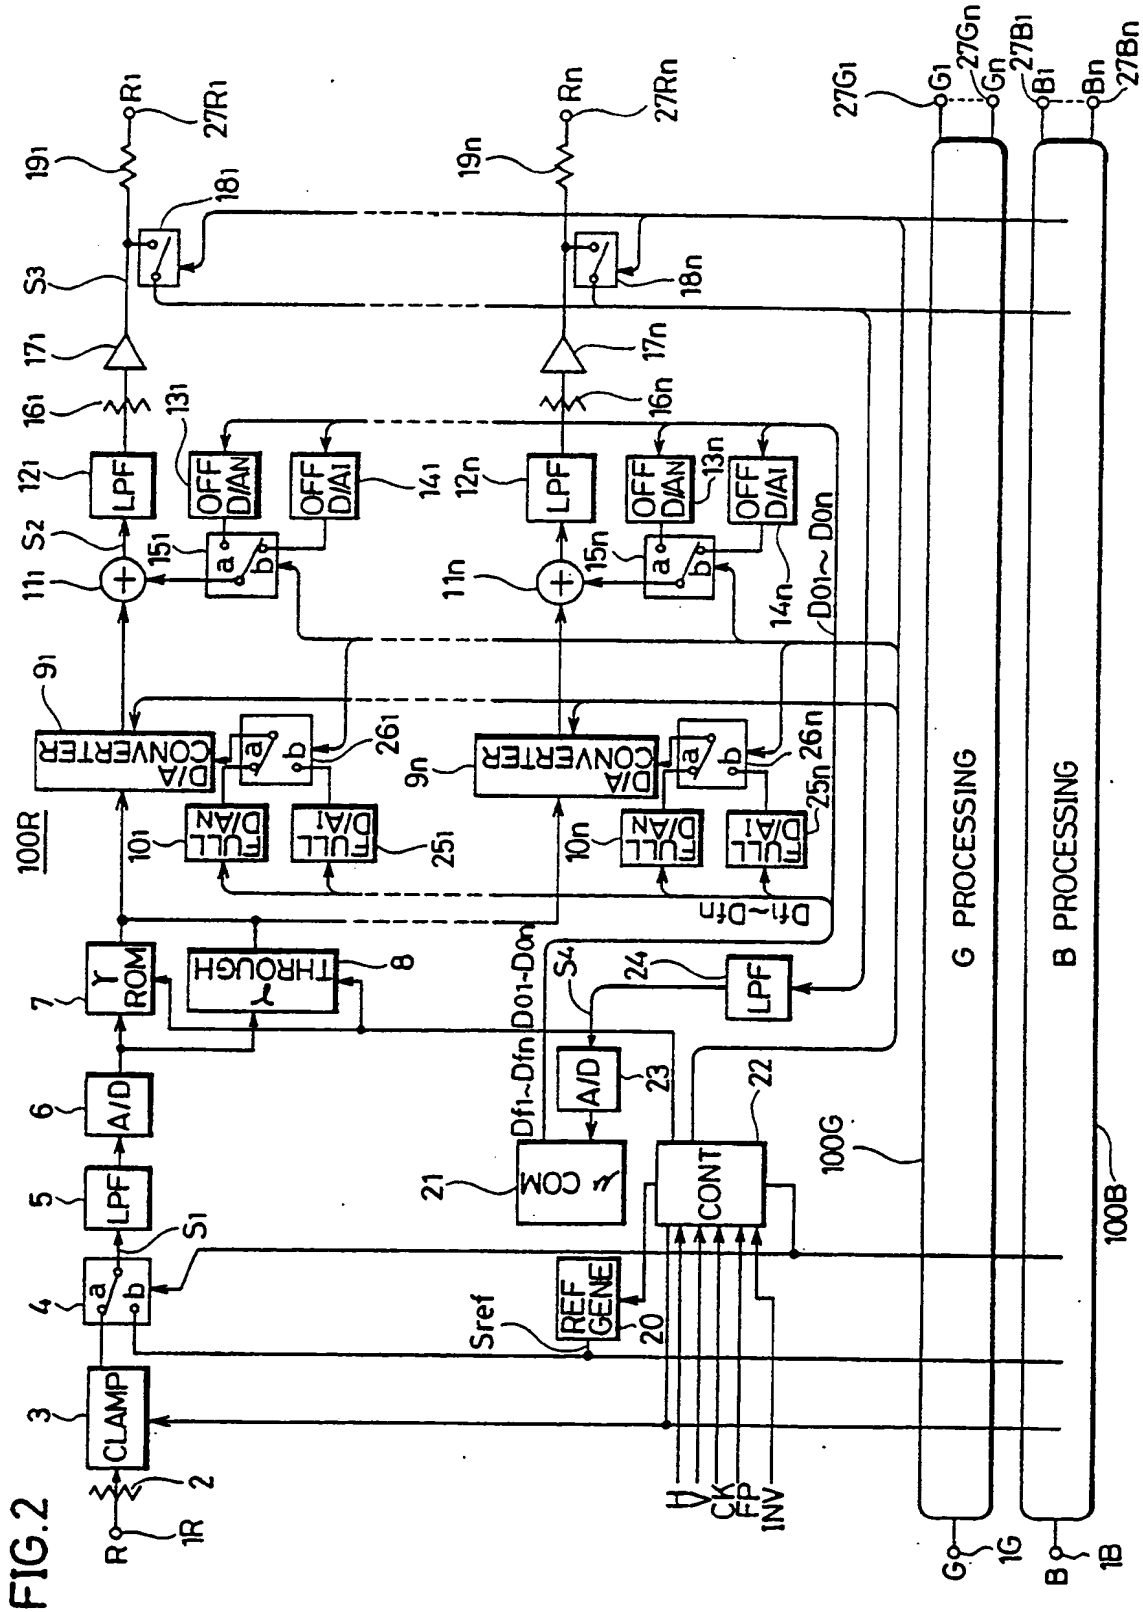 FIG.2
100R
R
1R
2
3
CLAMP
4
a
b
S1
5
LPF
6
A/D
7
γ
ROM
8
THROUGH
γ
91
D/A
CONVERTER
101
FULL
D/AN
251
FULL
D/AI
261
a
b
111
+
S2
121
LPF
131
OFF
D/AN
141
OFF
D/AI
151
a
b
161
171
S3
181
191
R1
27R1
9n
D/A
CONVERTER
10n
FULL
D/AN
25n
FULL
D/AI
26n
a
b
11n
+
12n
LPF
13n
OFF
D/AN
14n
OFF
D/AI
15n
a
b
16n
17n
18n
19n
Rn
27Rn
Df1~Dfn
D01~D0n
Df1~Dfn
D01~D0n
Sref
REF
GENE
20
21
μ COM
A/D
23
S4
24
LPF
CONT
22
H
V
CK
FP
INV
100G
G
1G
G PROCESSING
27G1
G1
27Gn
Gn
100B
B
1B
B PROCESSING
27B1
B1
Bn
27Bn